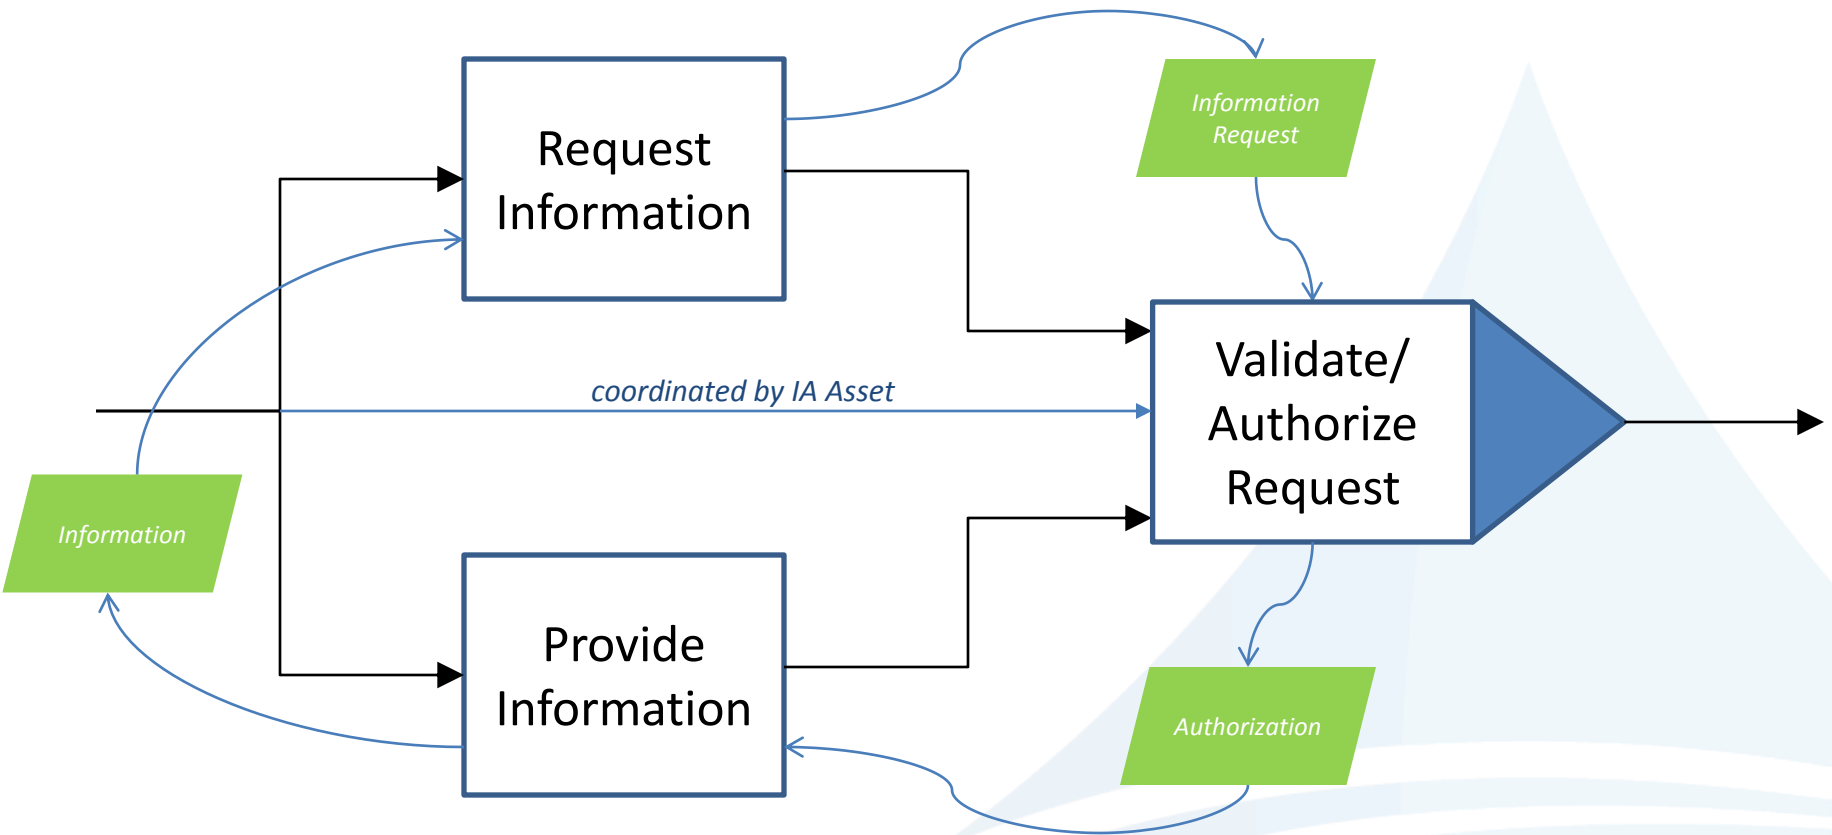 Request
Information
Information
Request
coordinated by IA Asset
Validate/
Authorize
Request
Information
Provide
Information
Authorization